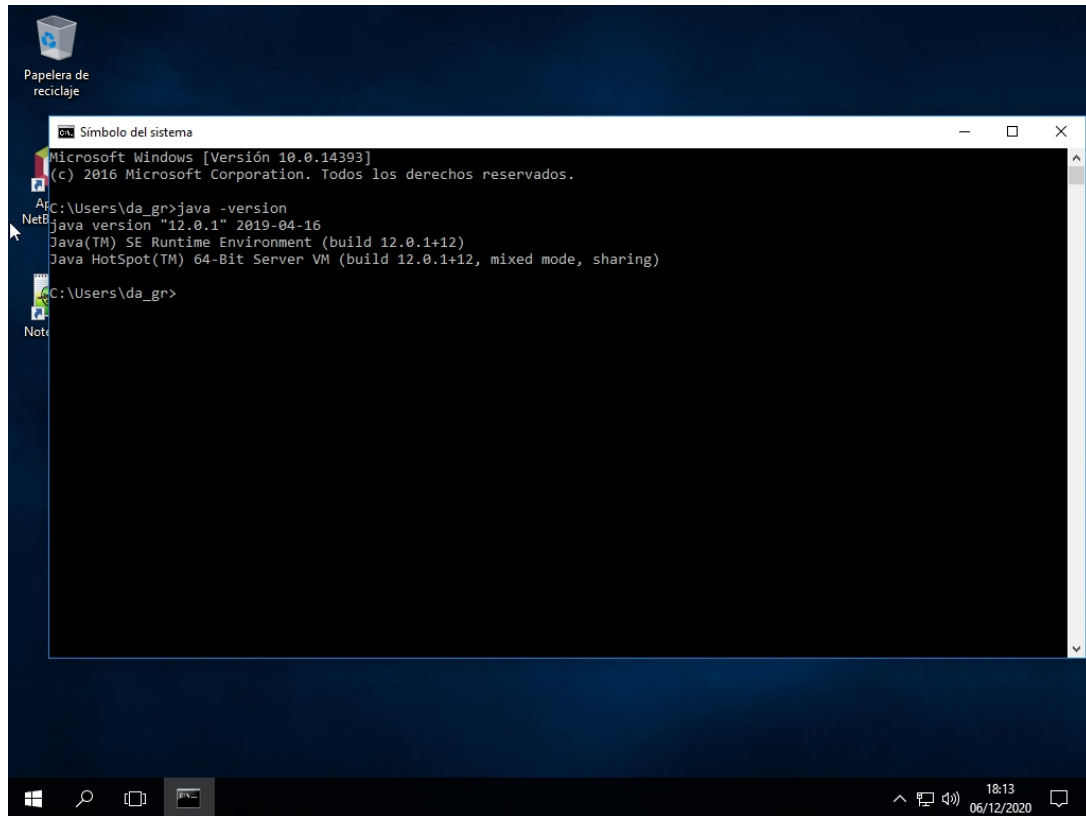 Papelera de
reciclaje
Símbolo del sistema
Microsoft Windows [Versión 10.0.14393]
(c) 2016 Microsoft Corporation. Todos los derechos reservados.
C:\Users\da_gr>java -version
java version "12.0.1" 2019-04-16
Java(TM) SE Runtime Environment (build 12.0.1+12)
Java HotSpot(TM) 64-Bit Server VM (build 12.0.1+12, mixed mode, sharing)
C:\Users\da_gr>
18:13
06/12/2020